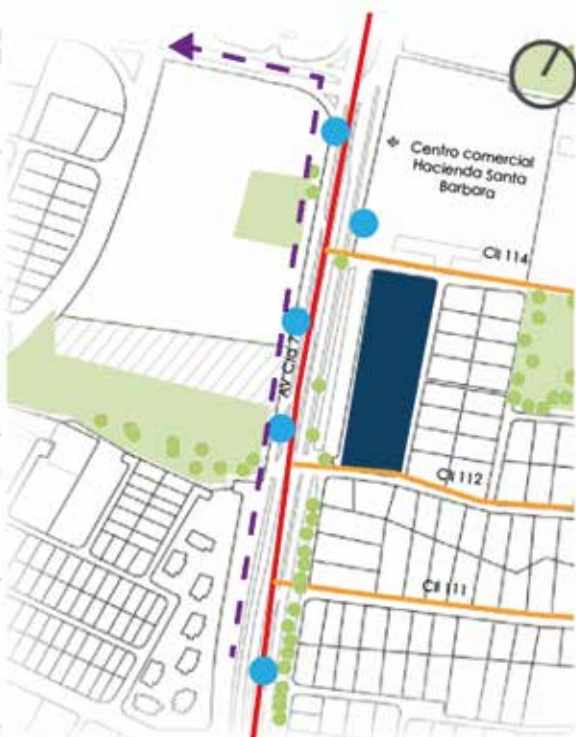 Centro comercial
Hacienda Santa
Barbara
Cll 114
AV Cra 7
Cll 112
Cll 111